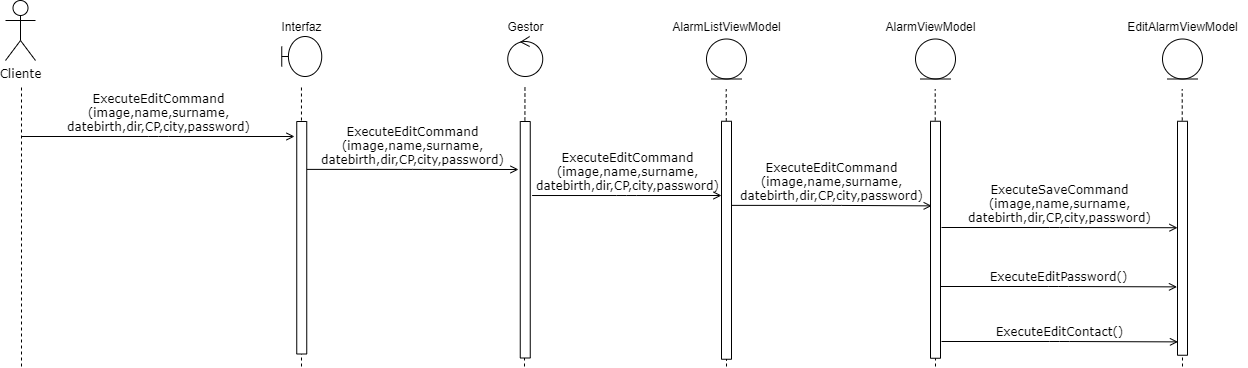 Interfaz
Gestor
AlarmListViewModel
AlarmViewModel
EditAlarmViewModel
Cliente
ExecuteEditCommand
(image,name,surname,
datebirth,dir,CP,city,password)
ExecuteEditCommand
(image,name,surname,
datebirth,dir,CP,city,password)
ExecuteEditCommand
(image,name,surname,
datebirth,dir,CP,city,password)
ExecuteEditCommand
(image,name,surname,
datebirth,dir,CP,city,password)
ExecuteSaveCommand
(image,name,surname,
datebirth,dir,CP,city,password)
ExecuteEditPassword()
ExecuteEditContact()